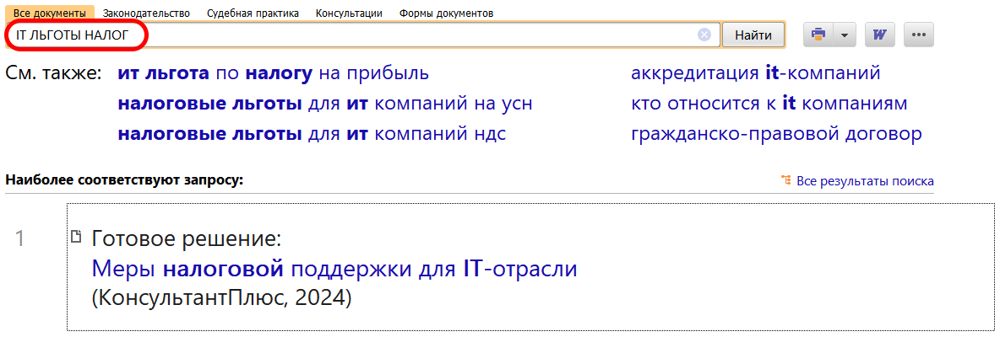 Все документы Законодательство Судебная практика Консультации Формы документов
IT ЛЬГОТЫ НАЛОГ Найти W
См. также: ит льгота по налогу на прибыль аккредитация it-компаний
налоговые льготы для ит компаний на усн кто относится к it компаниям
налоговые льготы для ит компаний ндс гражданско-правовой договор
Наиболее соответствуют запросу: Все результаты поиска
1 Готовое решение:
Меры налоговой поддержки для IT-отрасли
(КонсультантПлюс, 2024)